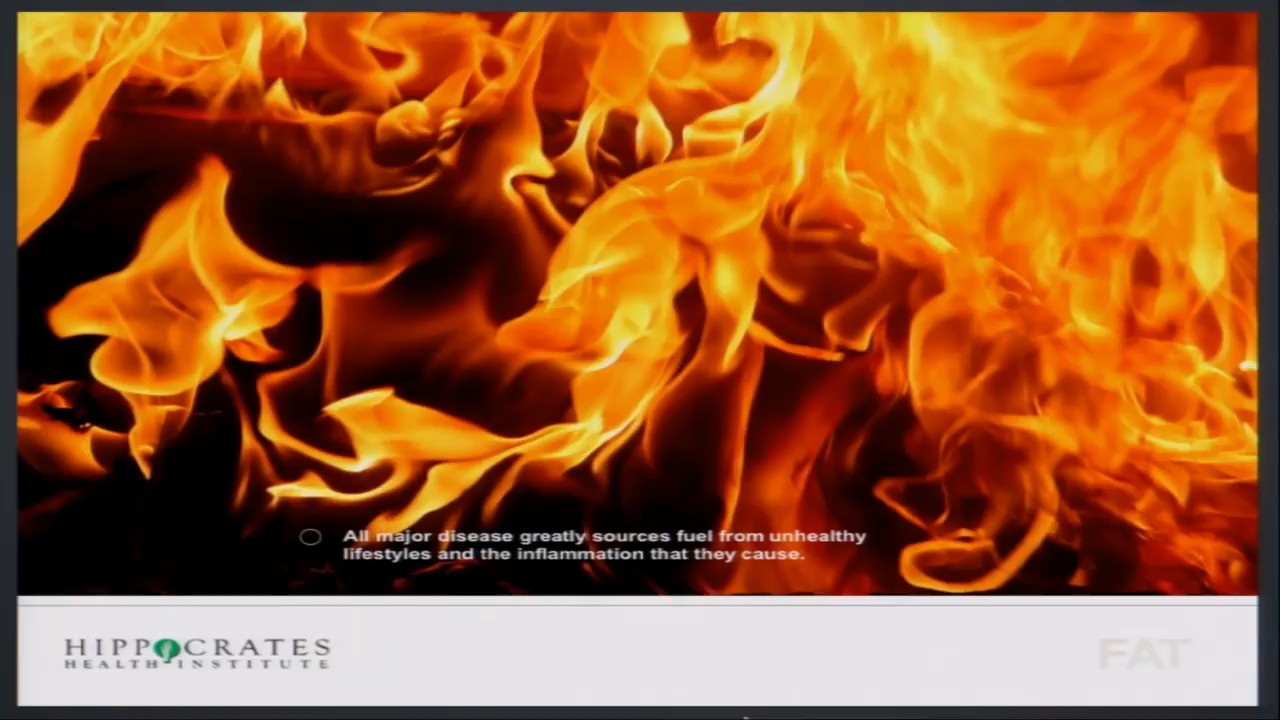 All major disease greatly sources fuel from unhealthy
lifestyles and the inflammation that they cause.
HIPPOCRATES
HEALTH INSTITUTE
FAT